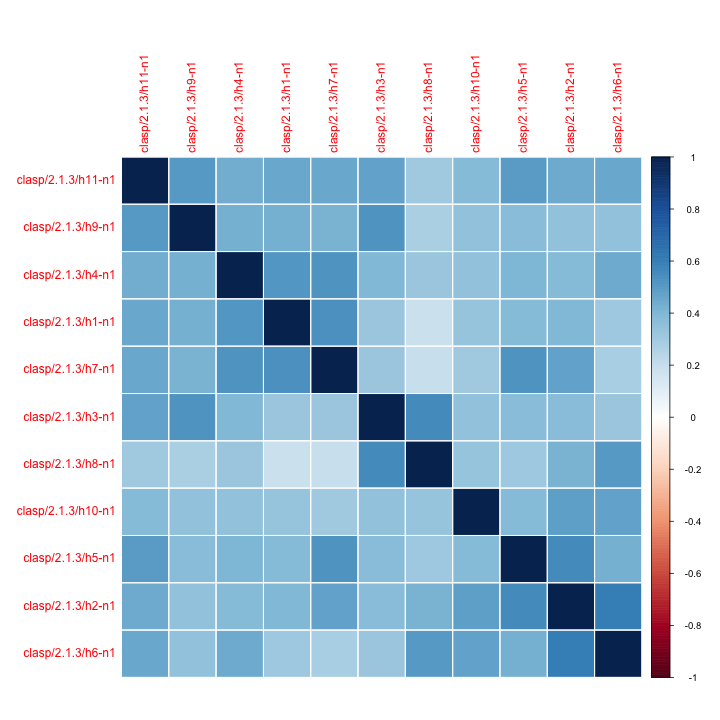 clasp/2.1.3/h11-n1
clasp/2.1.3/h9-n1
clasp/2.1.3/h4-n1
clasp/2.1.3/h1-n1
clasp/2.1.3/h7-n1
clasp/2.1.3/h3-n1
clasp/2.1.3/h8-n1
clasp/2.1.3/h10-n1
clasp/2.1.3/h5-n1
clasp/2.1.3/h2-n1
clasp/2.1.3/h6-n1
clasp/2.1.3/h11-n1
clasp/2.1.3/h9-n1
clasp/2.1.3/h4-n1
clasp/2.1.3/h1-n1
clasp/2.1.3/h7-n1
clasp/2.1.3/h3-n1
clasp/2.1.3/h8-n1
clasp/2.1.3/h10-n1
clasp/2.1.3/h5-n1
clasp/2.1.3/h2-n1
clasp/2.1.3/h6-n1
1
0.8
0.6
0.4
0.2
0
-0.2
-0.4
-0.6
-0.8
-1